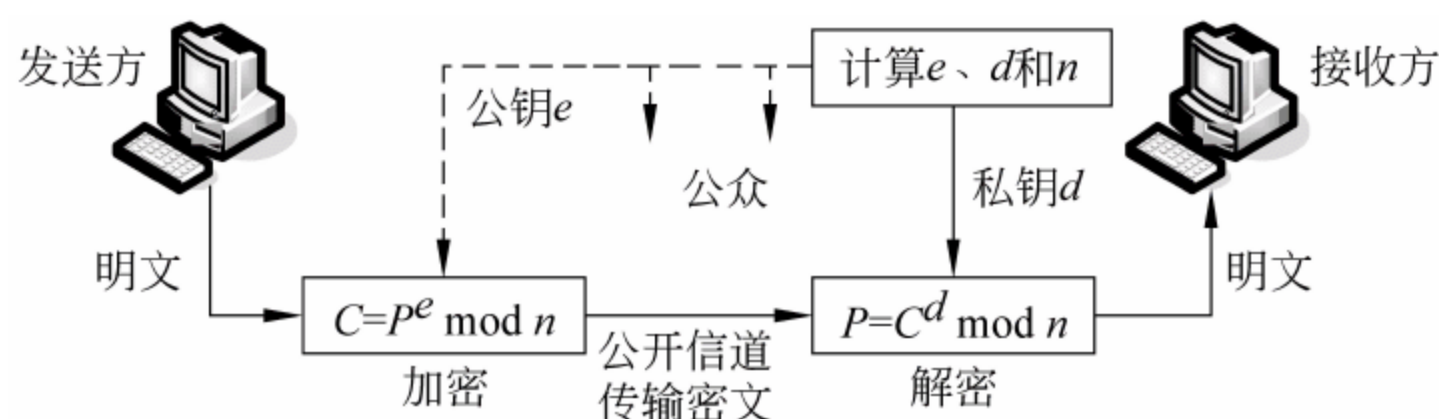 发送方
计算e、d和n
接收方
公钥e
公众
私钥d
明文
明文
C=P^e mod n
P=C^d mod n
公开信道
传输密文
加密
解密